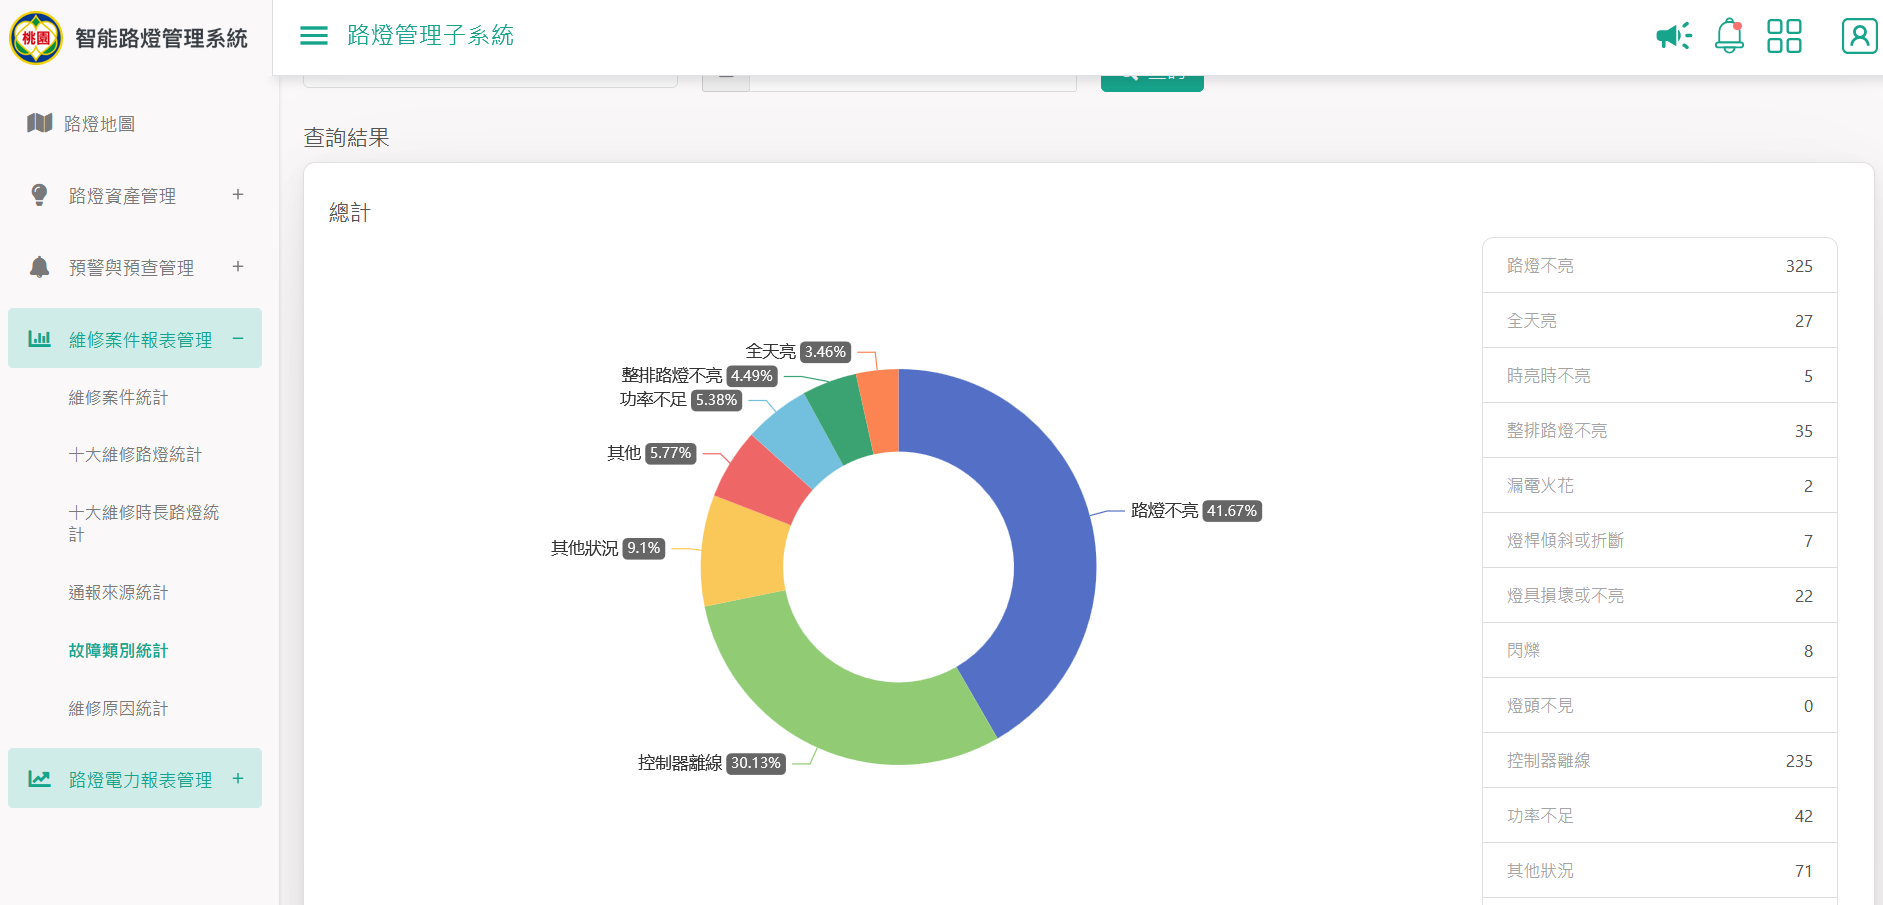 桃園
智能路燈管理系統
路燈管理子系統
路燈地圖
路燈資產管理 +
預警與預查管理 +
維修案件報表管理 −
維修案件統計
十大維修路燈統計
十大維修時長路燈統
計
通報來源統計
故障類別統計
維修原因統計
路燈電力報表管理 +
查詢結果
總計
全天亮 3.46%
整排路燈不亮 4.49%
功率不足 5.38%
其他 5.77%
其他狀況 9.1%
路燈不亮 41.67%
控制器離線 30.13%
路燈不亮 325
全天亮 27
時亮時不亮 5
整排路燈不亮 35
漏電火花 2
燈桿傾斜或折斷 7
燈具損壞或不亮 22
閃爍 8
燈頭不見 0
控制器離線 235
功率不足 42
其他狀況 71